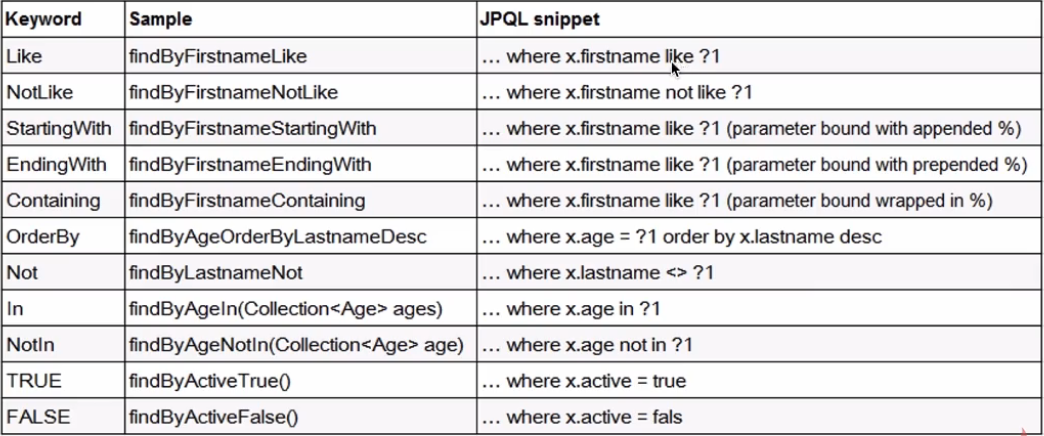 Keyword Sample JPQL snippet
Like findByFirstnameLike … where x.firstname like ?1
NotLike findByFirstnameNotLike … where x.firstname not like ?1
StartingWith findByFirstnameStartingWith … where x.firstname like ?1 (parameter bound with appended %)
EndingWith findByFirstnameEndingWith … where x.firstname like ?1 (parameter bound with prepended %)
Containing findByFirstnameContaining … where x.firstname like ?1 (parameter bound wrapped in %)
OrderBy findByAgeOrderByLastnameDesc … where x.age = ?1 order by x.lastname desc
Not findByLastnameNot … where x.lastname <> ?1
In findByAgeIn(Collection<Age> ages) … where x.age in ?1
NotIn findByAgeNotIn(Collection<Age> age) … where x.age not in ?1
TRUE findByActiveTrue() … where x.active = true
FALSE findByActiveFalse() … where x.active = fals